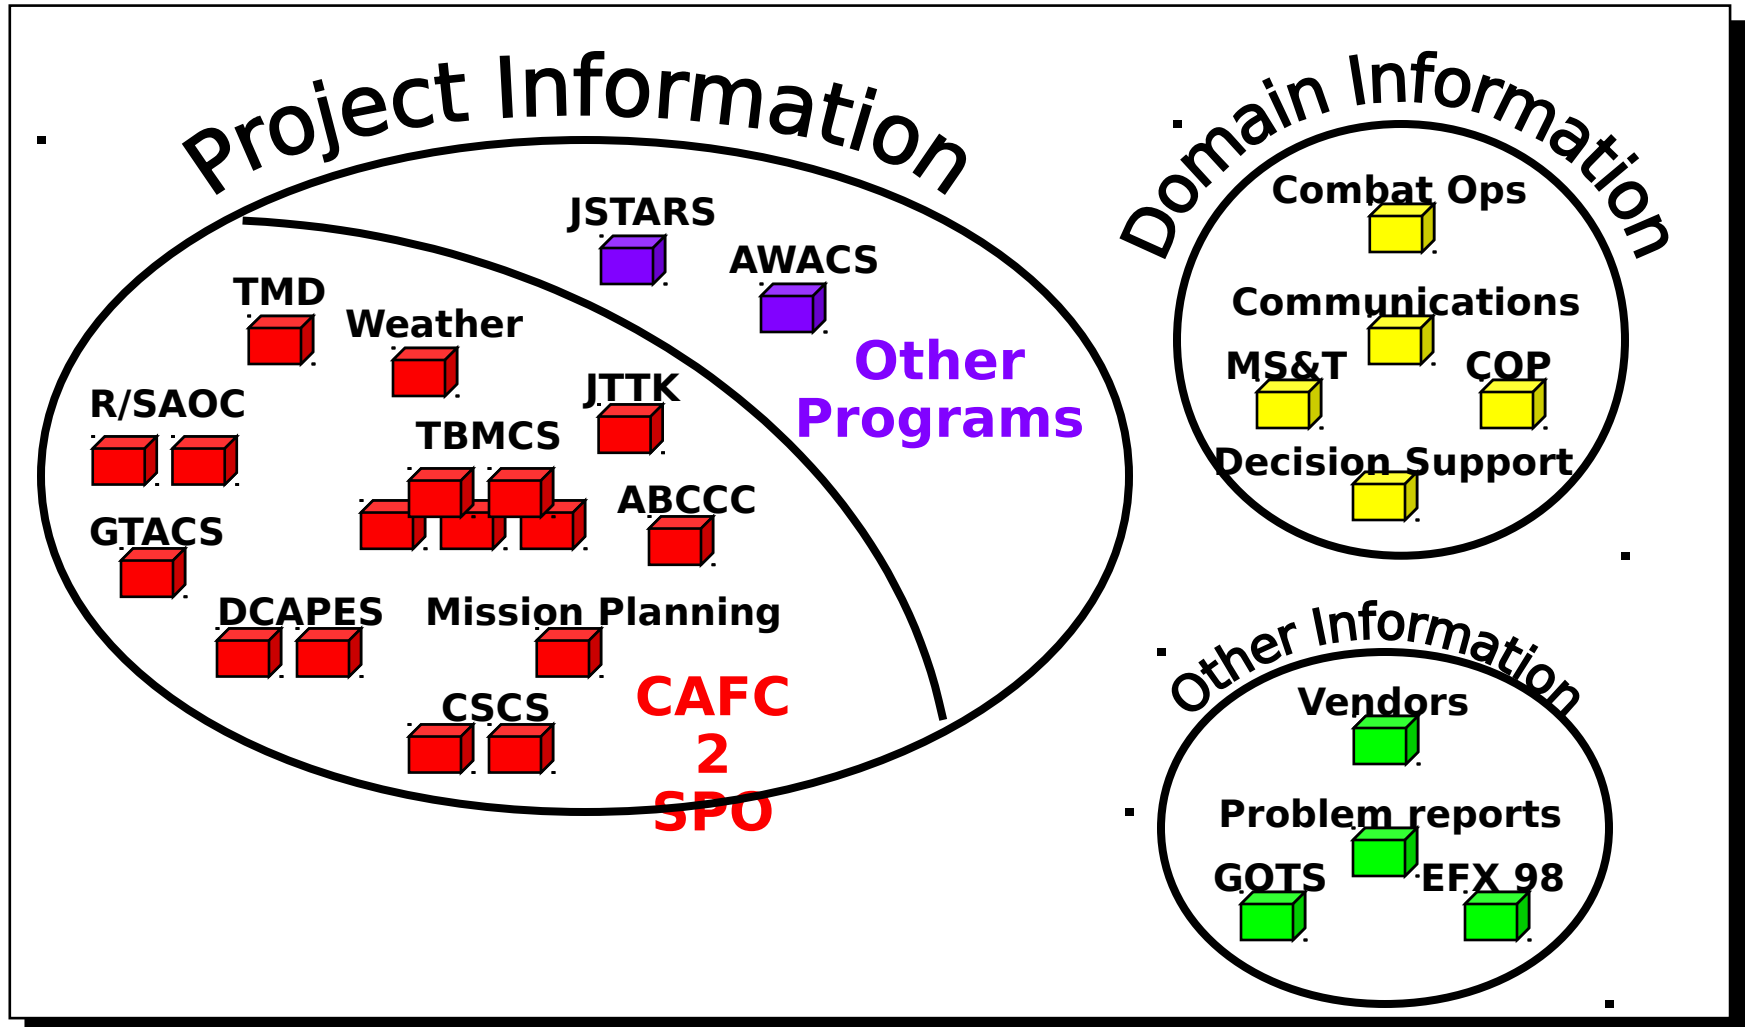 Project Information
JSTARS
AWACS
TMD
Weather
Other
Programs
JTTK
R/SAOC
TBMCS
ABCCC
GTACS
DCAPES
Mission Planning
CSCS
CAFC
2
SPO
Domain Information
Combat Ops
Communications
MS&T
COP
Decision Support
Other Information
Vendors
Problem reports
GOTS
EFX 98